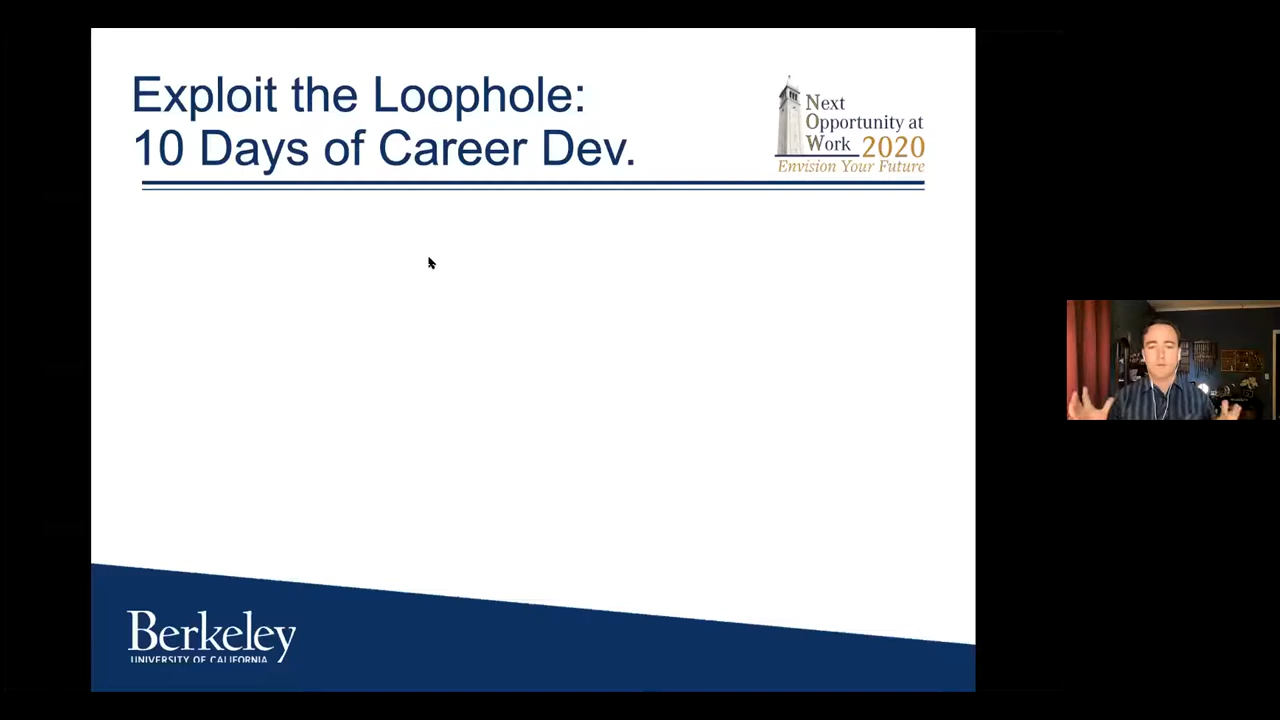 Exploit the Loophole:
10 Days of Career Dev.
Next
Opportunity at
Work 2020
Envision Your Future
Berkeley
UNIVERSITY OF CALIFORNIA